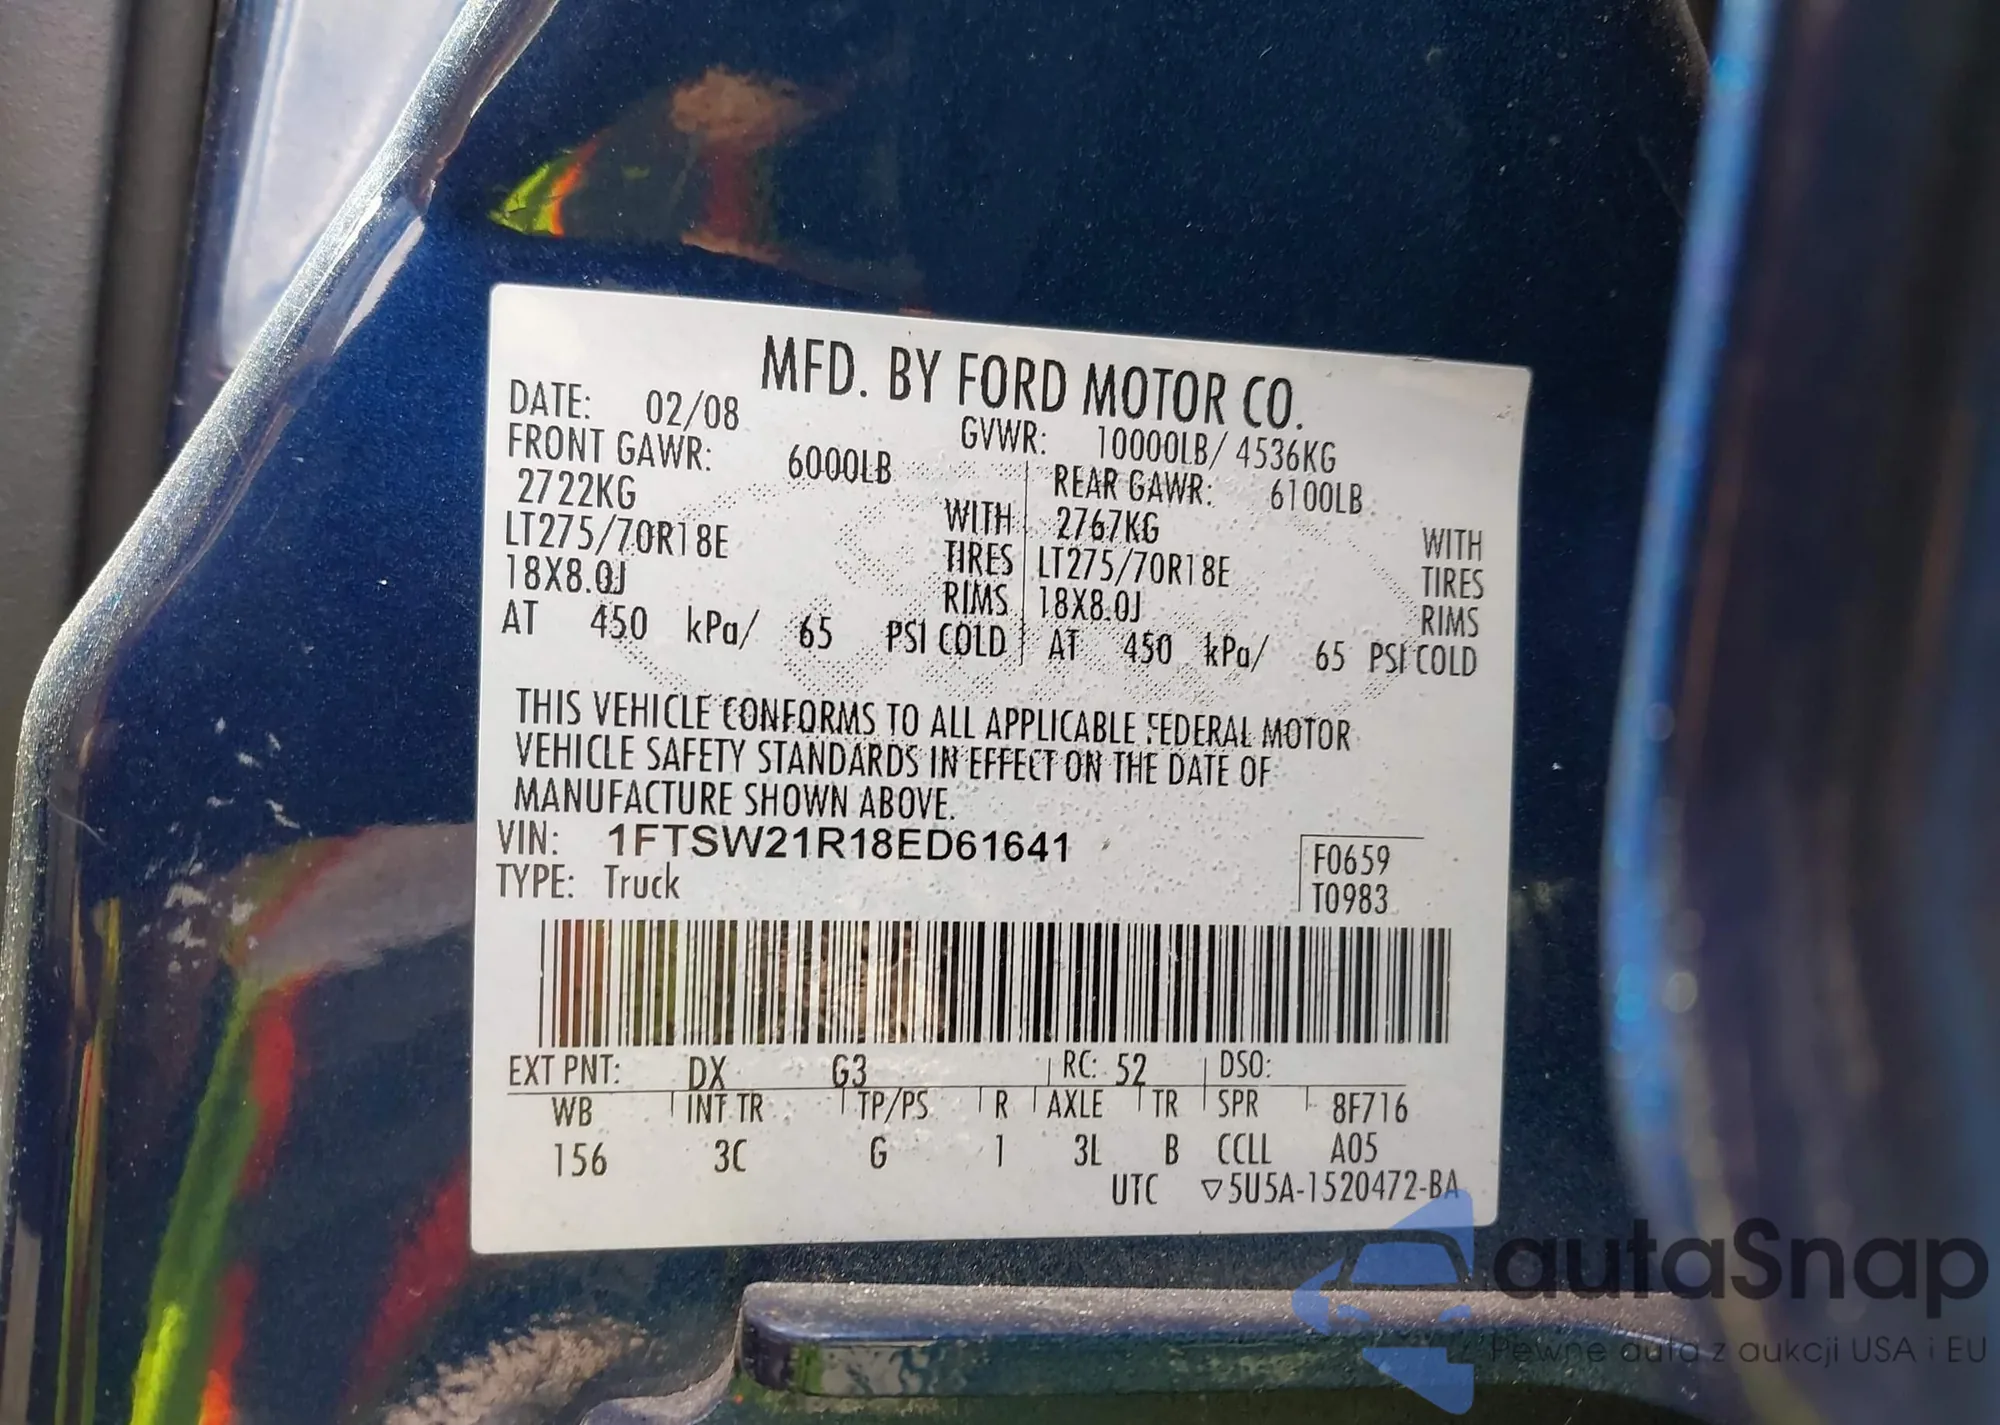 MFD. BY FORD MOTOR CO.
DATE: 02/08 GVWR: 10000LB/ 4536KG
FRONT GAWR: 6000LB REAR GAWR: 6100LB
2722KG WITH 2767KG WITH
LT275/70R18E TIRES LT275/70R18E TIRES
18X8.0J RIMS 18X8.0J RIMS
AT 450 kPa/ 65 PSI COLD AT 450 kPa/ 65 PSI COLD
THIS VEHICLE CONFORMS TO ALL APPLICABLE FEDERAL MOTOR
VEHICLE SAFETY STANDARDS IN EFFECT ON THE DATE OF
MANUFACTURE SHOWN ABOVE.
VIN: 1FTSW21R18ED61641 F0659
TYPE: Truck T0983
EXT PNT: DX G3 RC: 52 DSO:
WB INT TR TP/PS R AXLE TR SPR 8F716
156 3C G 1 3L B CCLL A05
UTC ▽5U5A-1520472-BA
autaSnap
Pewne auta z aukcji USA i EU